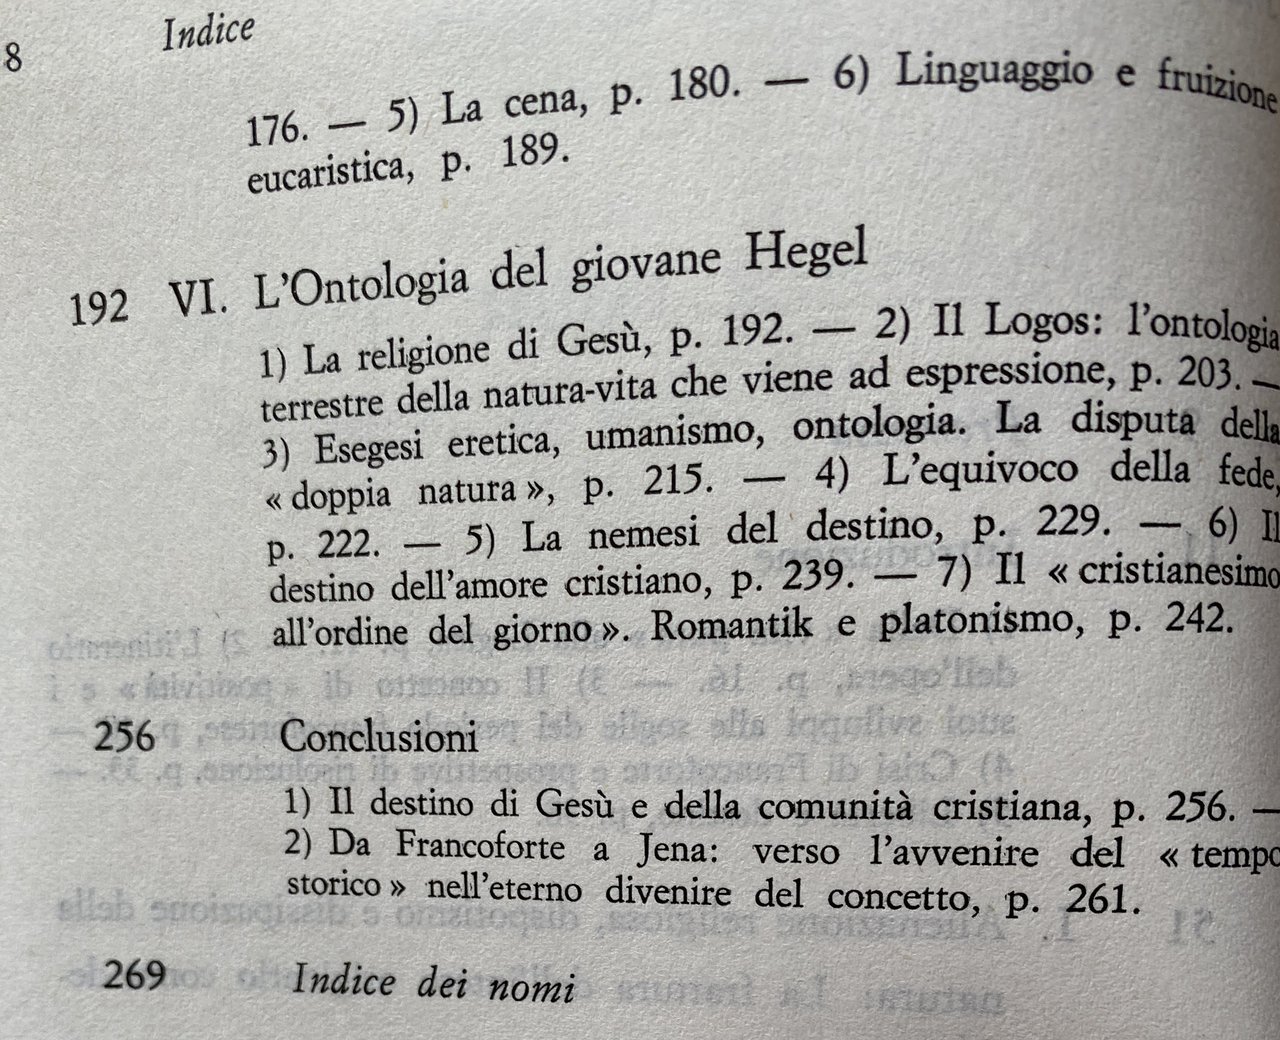 8 Indice
176. — 5) La cena, p. 180. — 6) Linguaggio e fruizione
eucaristica, p. 189.
192 VI. L'Ontologia del giovane Hegel
1) La religione di Gesù, p. 192. — 2) Il Logos: l'ontologia
terrestre della natura-vita che viene ad espressione, p. 203. —
3) Esegesi eretica, umanismo, ontologia. La disputa della
« doppia natura », p. 215. — 4) L'equivoco della fede,
p. 222. — 5) La nemesi del destino, p. 229. — 6) Il
destino dell'amore cristiano, p. 239. — 7) Il « cristianesimo
all'ordine del giorno ». Romantik e platonismo, p. 242.
256 Conclusioni
1) Il destino di Gesù e della comunità cristiana, p. 256. —
2) Da Francoforte a Jena: verso l'avvenire del « tempo
storico » nell'eterno divenire del concetto, p. 261.
269 Indice dei nomi